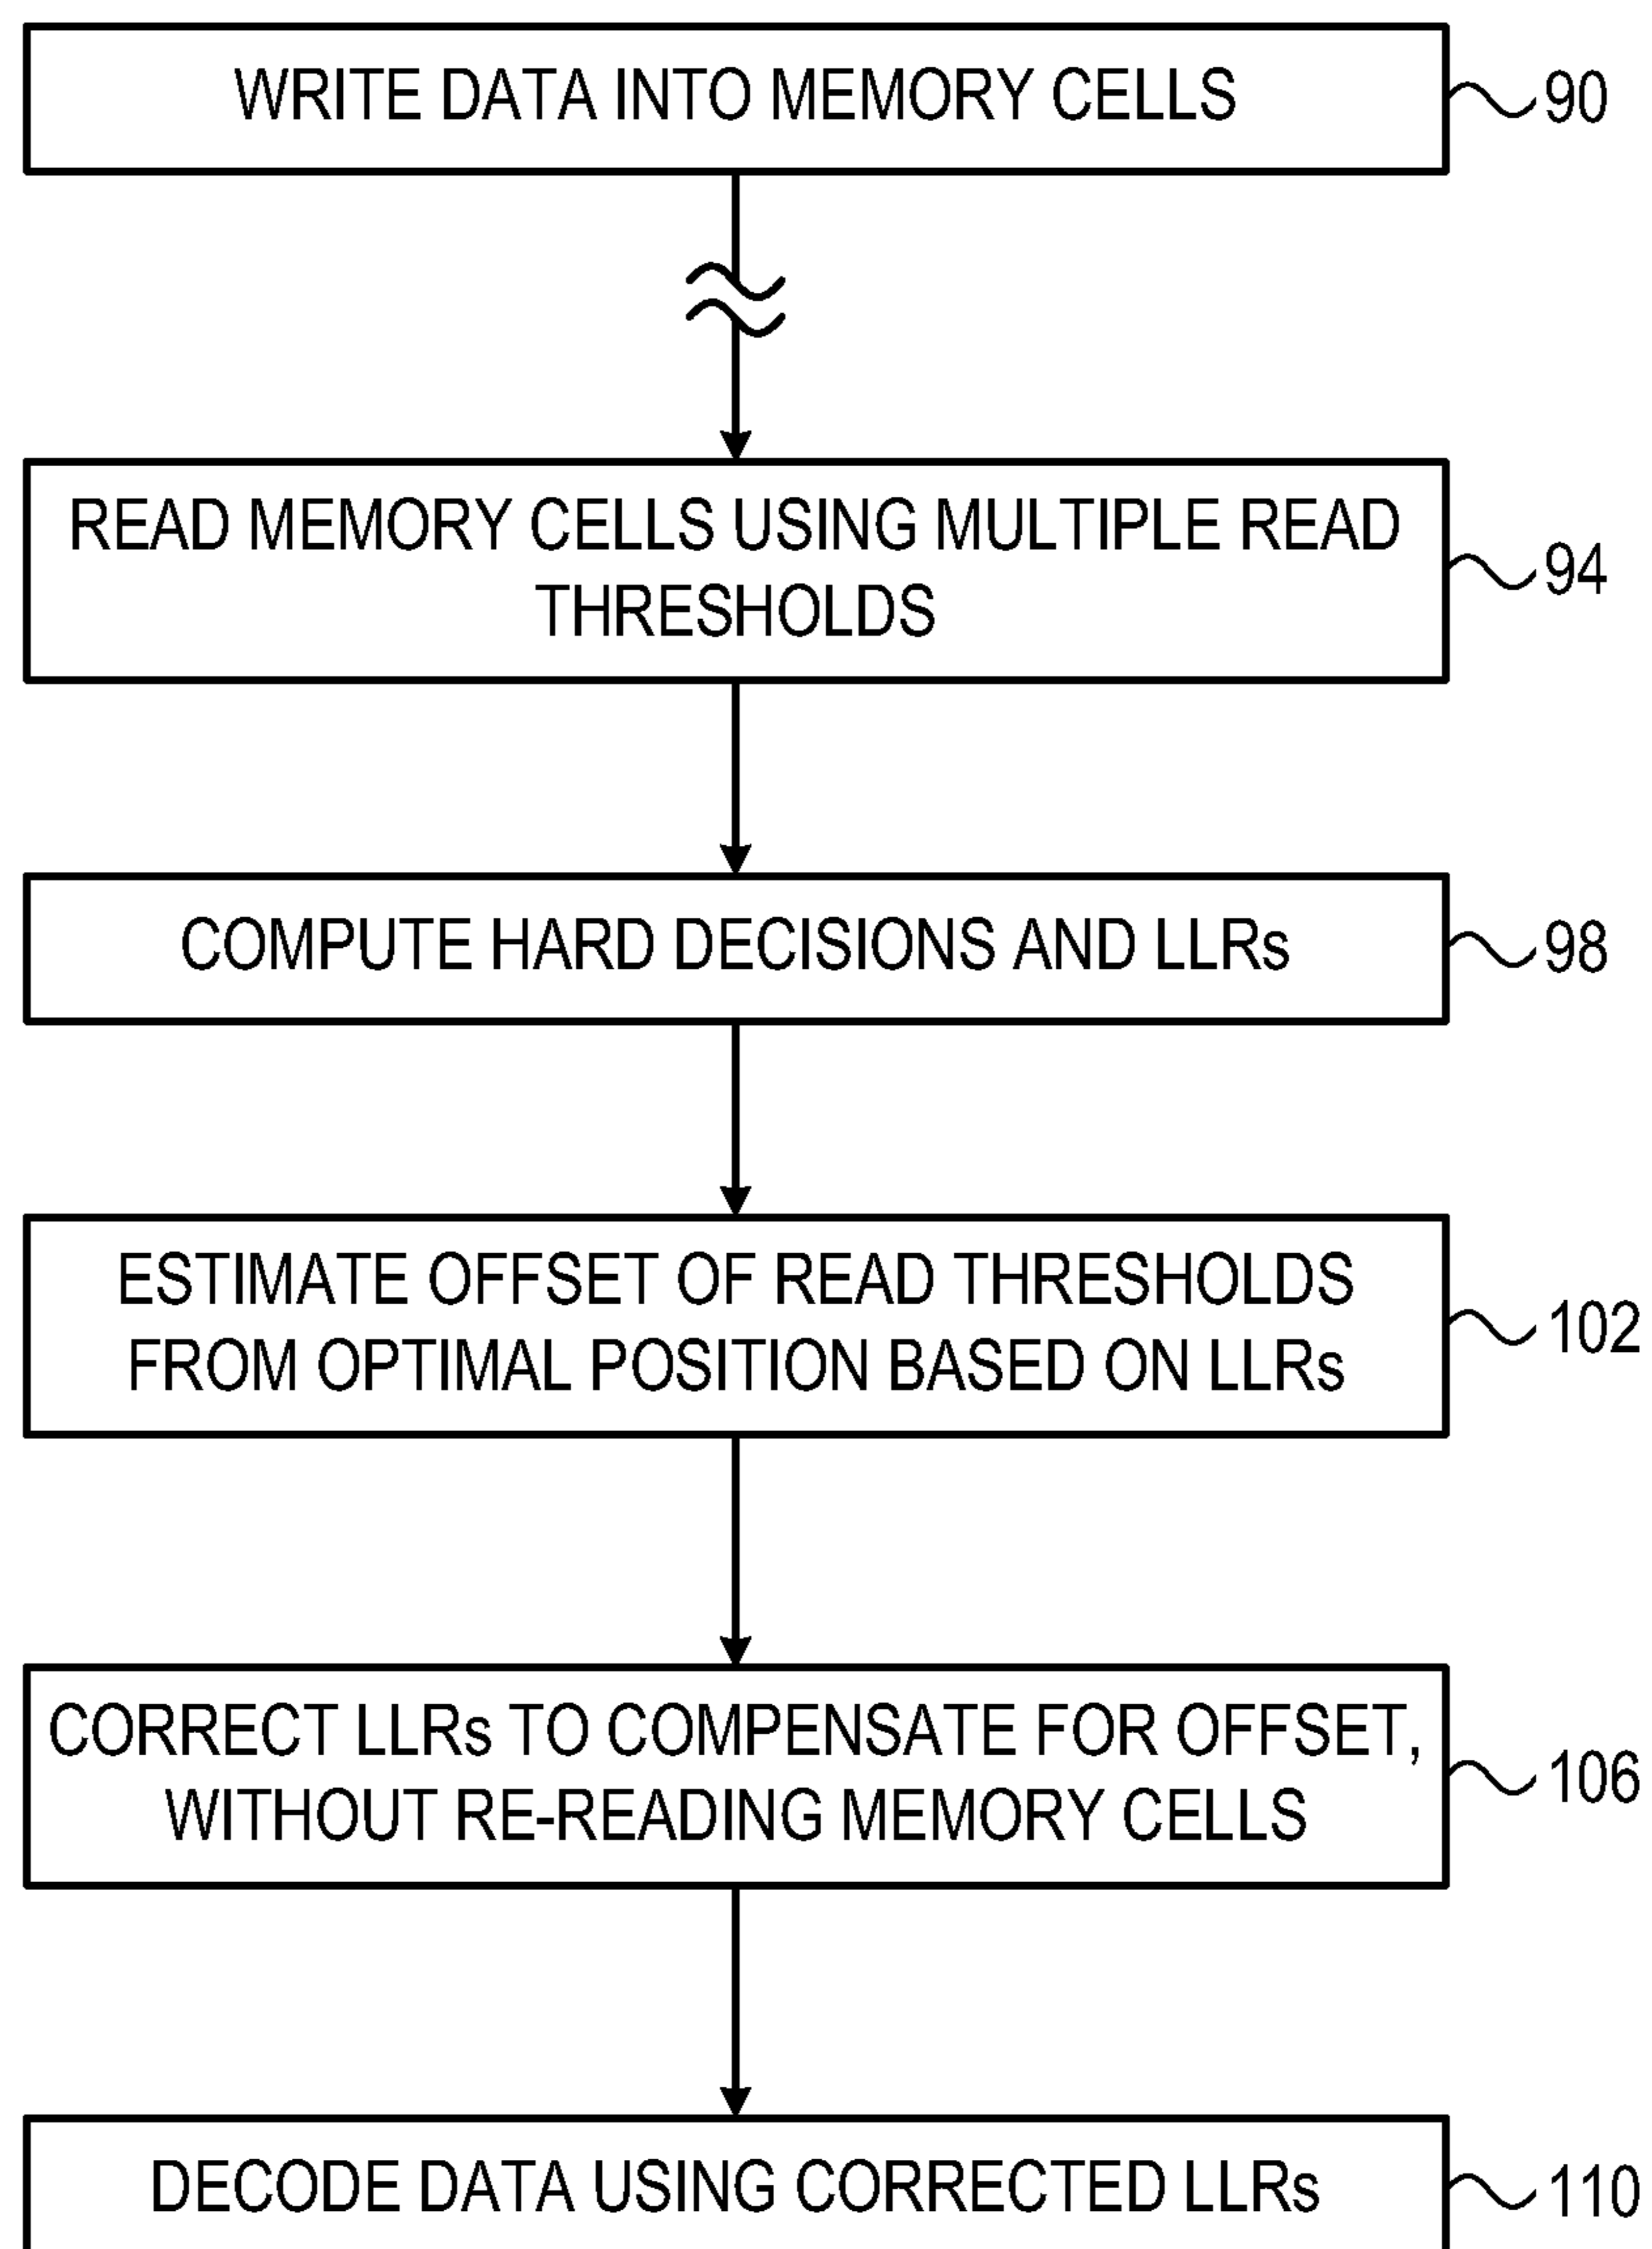 WRITE DATA INTO MEMORY CELLS
90
READ MEMORY CELLS USING MULTIPLE READ
THRESHOLDS
94
COMPUTE HARD DECISIONS AND LLRs
98
ESTIMATE OFFSET OF READ THRESHOLDS
FROM OPTIMAL POSITION BASED ON LLRs
102
CORRECT LLRs TO COMPENSATE FOR OFFSET,
WITHOUT RE-READING MEMORY CELLS
106
DECODE DATA USING CORRECTED LLRs
110